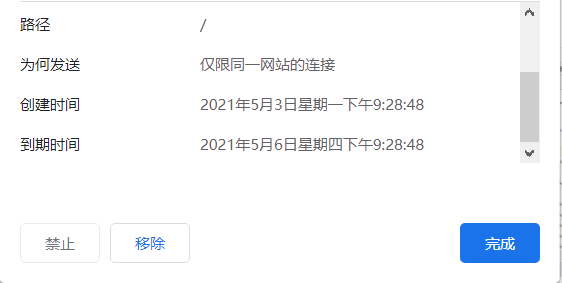 路径 /
为何发送 仅限同一网站的连接
创建时间 2021年5月3日星期一下午9:28:48
到期时间 2021年5月6日星期四下午9:28:48
禁止 移除 完成